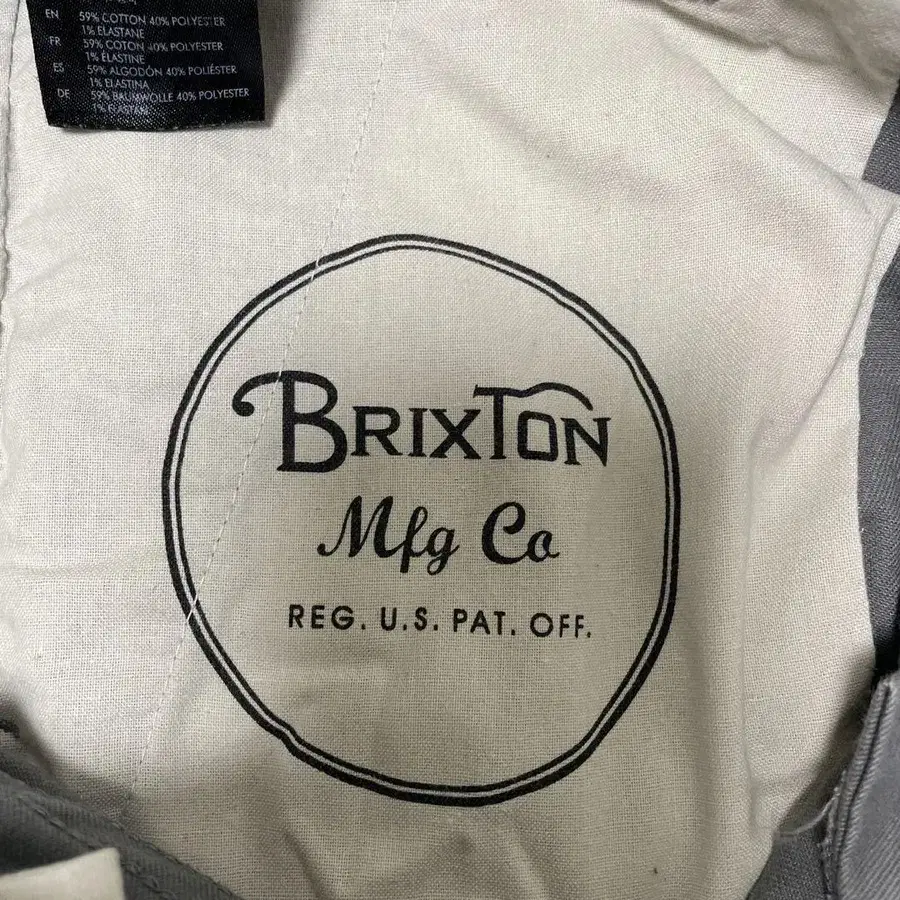 EN 59% COTTON 40% POLYESTER
1% ELASTANE
FR 59% COTON 40% POLYESTER
1% ÉLASTINE
ES 59% ALGODÓN 40% POLIÉSTER
1% ELASTINA
DE 59% BAUMWOLLE 40% POLYESTER
1% ELASTAN
BRIXTON
Mfg Co
REG. U.S. PAT. OFF.